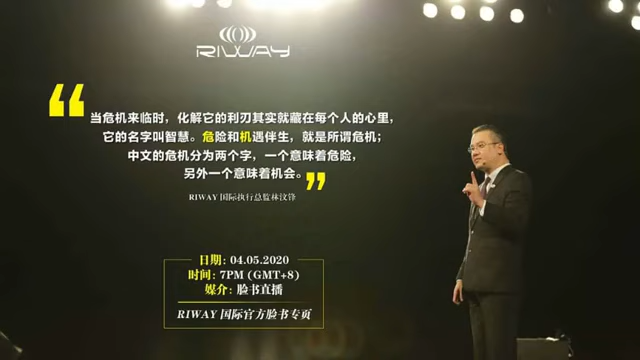 RIWAY
“
当危机来临时，化解它的利刃其实就藏在每个人的心里，
它的名字叫智慧。危险和机遇伴生，就是所谓危机；
中文的危机分为两个字，一个意味着危险，
另外一个意味着机会。
”
RIWAY 国际执行总监林汶锋
日期: 04.05.2020
时间: 7PM (GMT+8)
媒介: 脸书直播
RIWAY 国际官方脸书专页